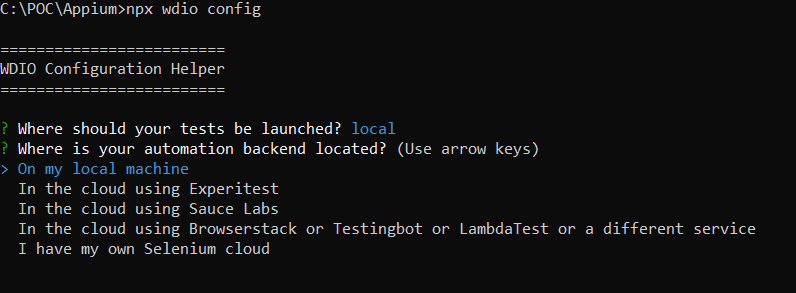 C:\POC\Appium>npx wdio config
=========================
WDIO Configuration Helper
=========================
? Where should your tests be launched? local
? Where is your automation backend located? (Use arrow keys)
> On my local machine
  In the cloud using Experitest
  In the cloud using Sauce Labs
  In the cloud using Browserstack or Testingbot or LambdaTest or a different service
  I have my own Selenium cloud